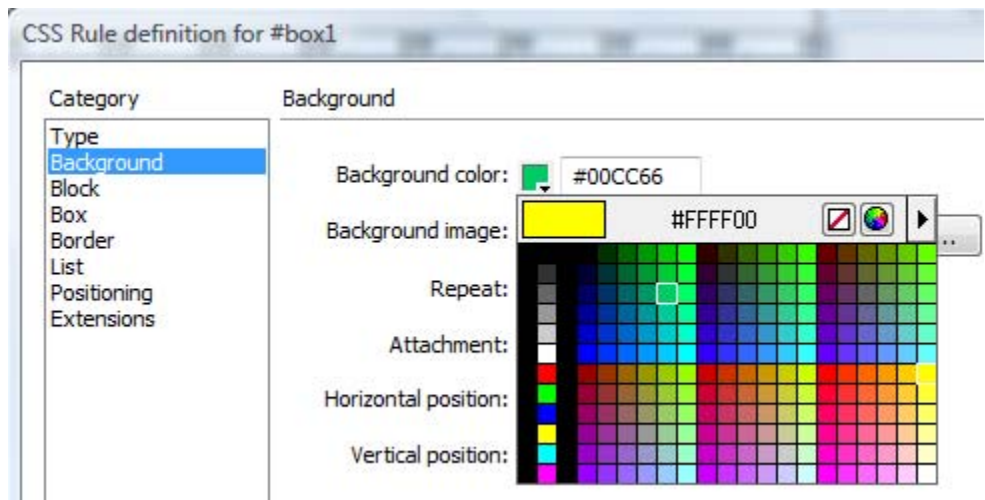 CSS Rule definition for #box1
Category
Background
Type
Background
Block
Box
Border
List
Positioning
Extensions
Background color: #00CC66
#FFFF00
Background image:
..
Repeat:
Attachment:
Horizontal position:
Vertical position: